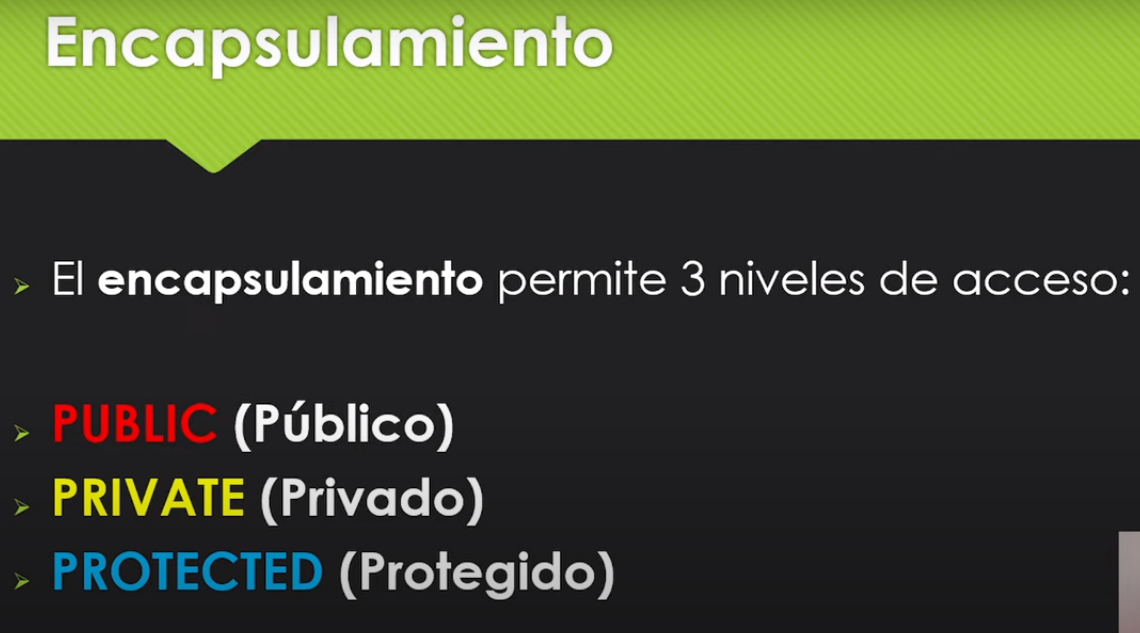 Encapsulamiento
El encapsulamiento permite 3 niveles de acceso:
PUBLIC (Público)
PRIVATE (Privado)
PROTECTED (Protegido)